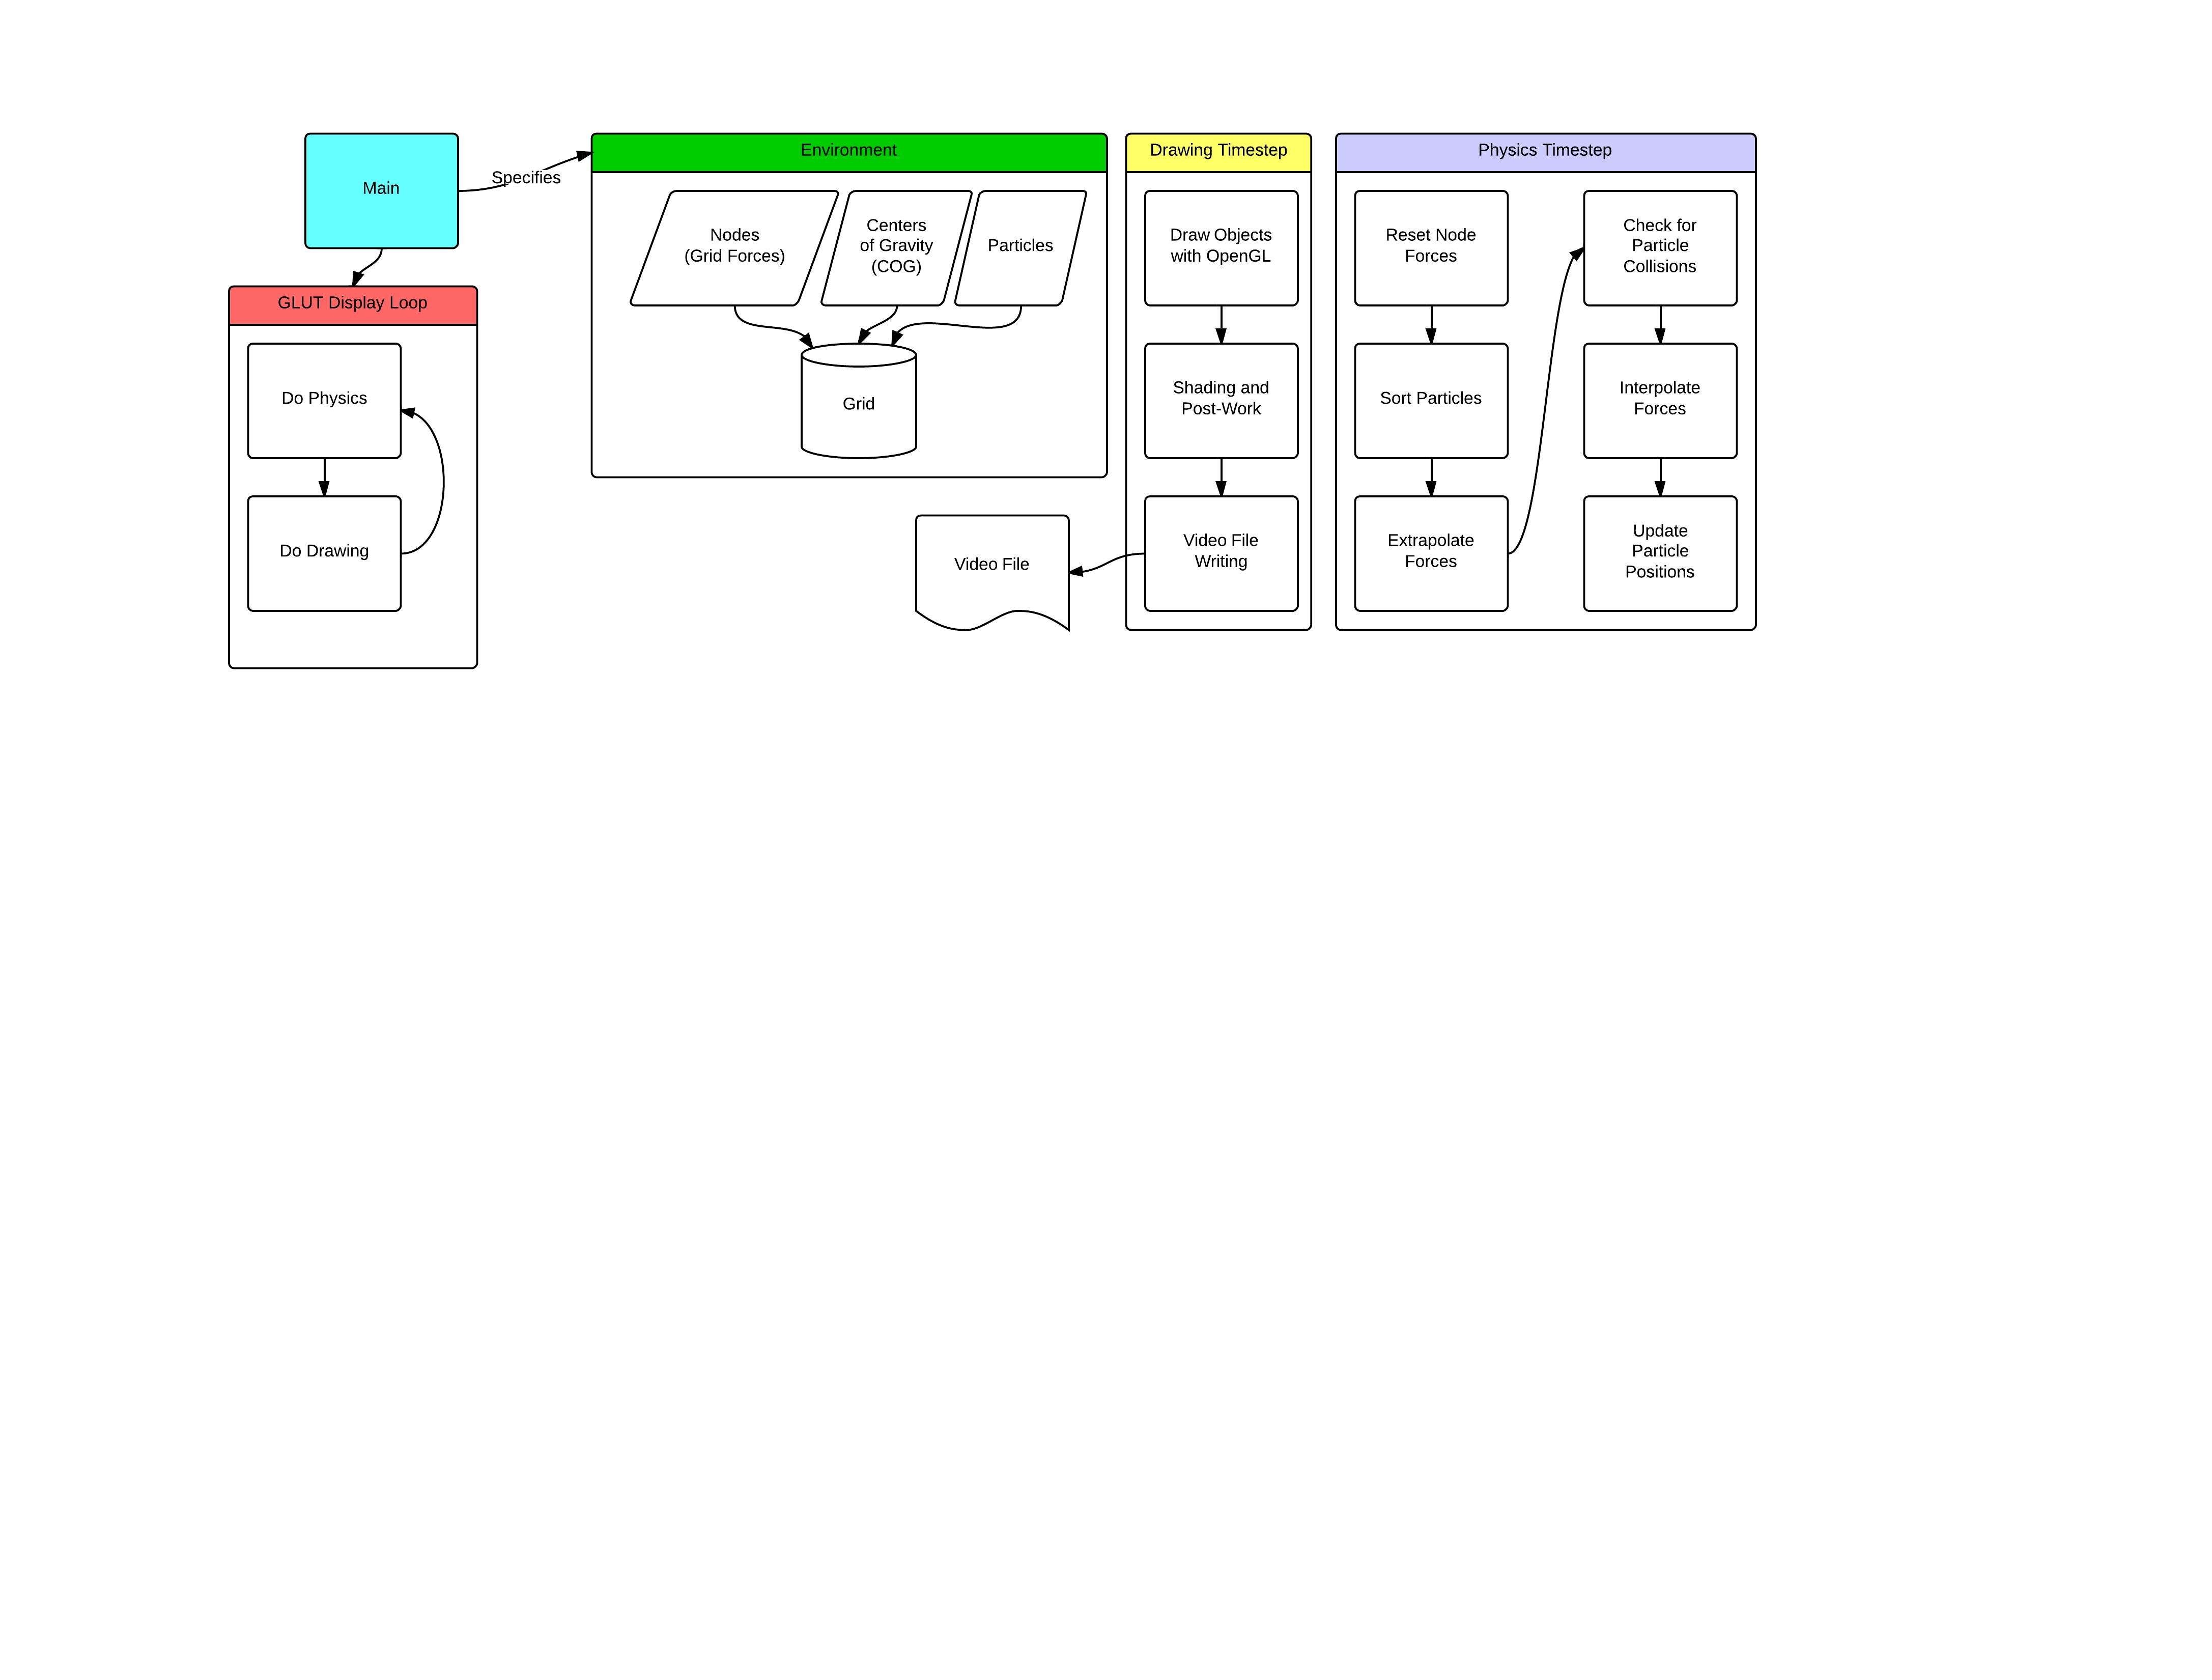 Main
Specifies
GLUT Display Loop
Do Physics
Do Drawing
Environment
Nodes
(Grid Forces)
Centers
of Gravity
(COG)
Particles
Grid
Video File
Drawing Timestep
Draw Objects
with OpenGL
Shading and
Post-Work
Video File
Writing
Physics Timestep
Reset Node
Forces
Sort Particles
Extrapolate
Forces
Check for
Particle
Collisions
Interpolate
Forces
Update
Particle
Positions